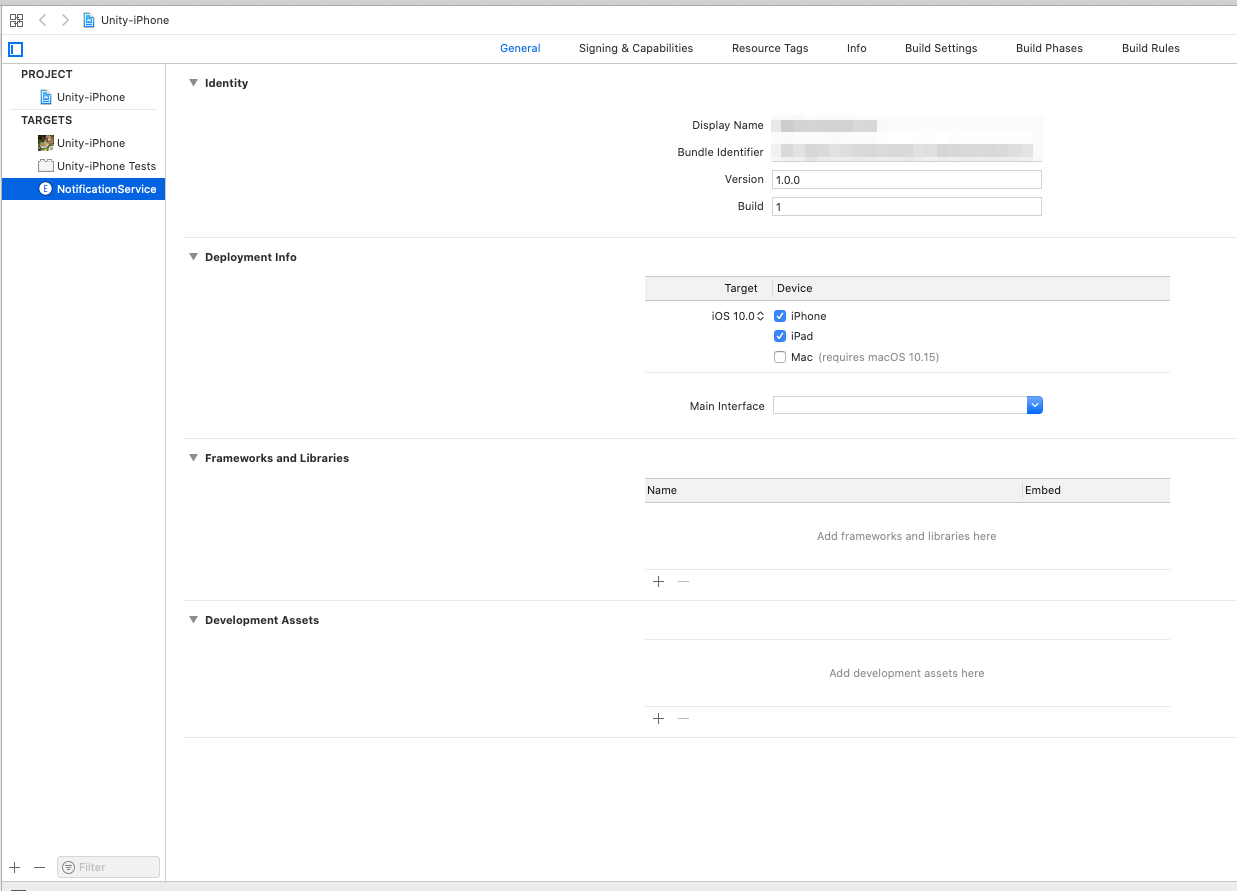 Unity-iPhone
General Signing & Capabilities Resource Tags Info Build Settings Build Phases Build Rules
PROJECT
Unity-iPhone
TARGETS
Unity-iPhone
Unity-iPhone Tests
E NotificationService
Filter
Identity
Display Name
Bundle Identifier
Version 1.0.0
Build 1
Deployment Info
Target Device
iOS 10.0 iPhone
iPad
Mac (requires macOS 10.15)
Main Interface
Frameworks and Libraries
Name Embed
Add frameworks and libraries here
Development Assets
Add development assets here